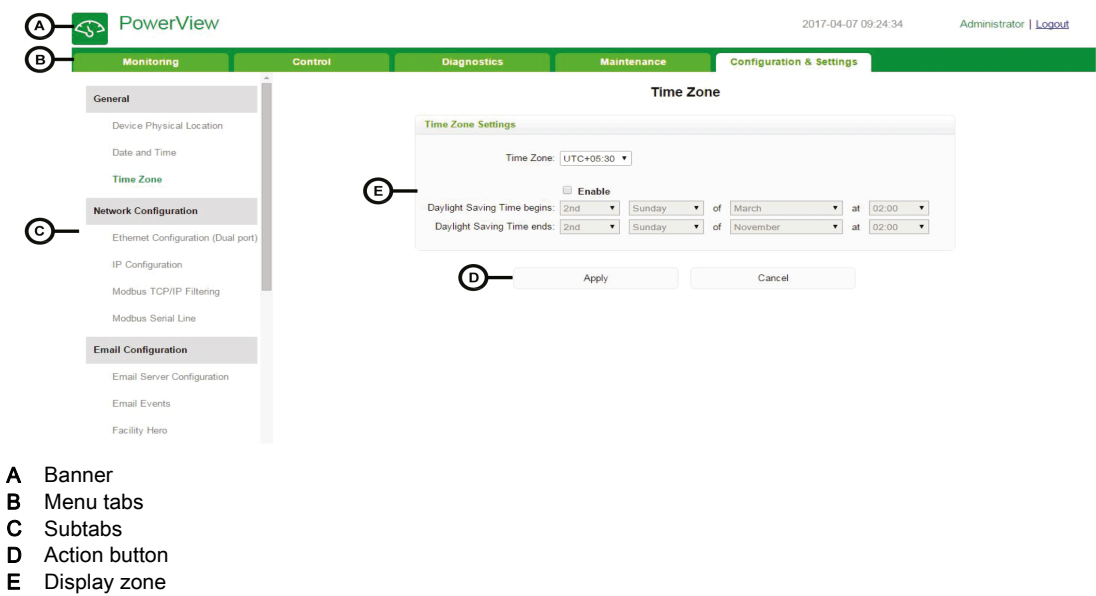 A PowerView 2017-04-07 09:24:34 Administrator | Logout
B Monitoring Control Diagnostics Maintenance Configuration & Settings
General
Device Physical Location
Date and Time
Time Zone
Network Configuration
C
Ethernet Configuration (Dual port)
IP Configuration
Modbus TCP/IP Filtering
Modbus Serial Line
Email Configuration
Email Server Configuration
Email Events
Facility Hero
Time Zone
Time Zone Settings
Time Zone: UTC+05:30
E
Enable
Daylight Saving Time begins: 2nd Sunday of March at 02:00
Daylight Saving Time ends: 2nd Sunday of November at 02:00
D Apply Cancel
A Banner
B Menu tabs
C Subtabs
D Action button
E Display zone